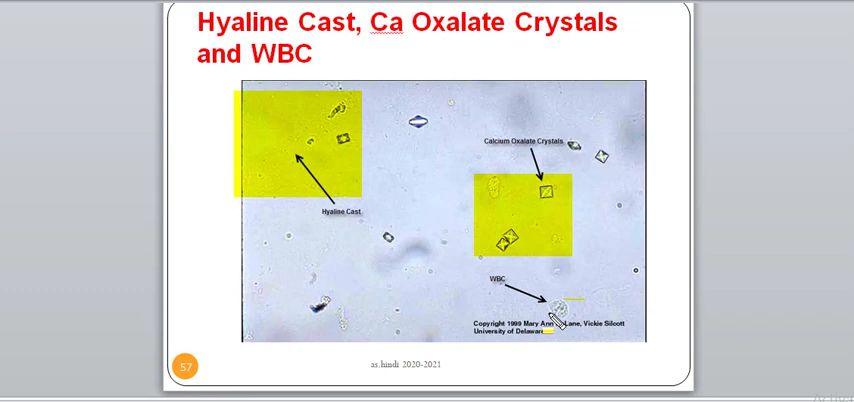 Hyaline Cast, Ca Oxalate Crystals
and WBC
Calcium Oxalate Crystals
Hyaline Cast
WBC
Copyright 1999 Mary Ann Lane, Vickie Silcott
University of Delaware
57
as.hindi 2020-2021